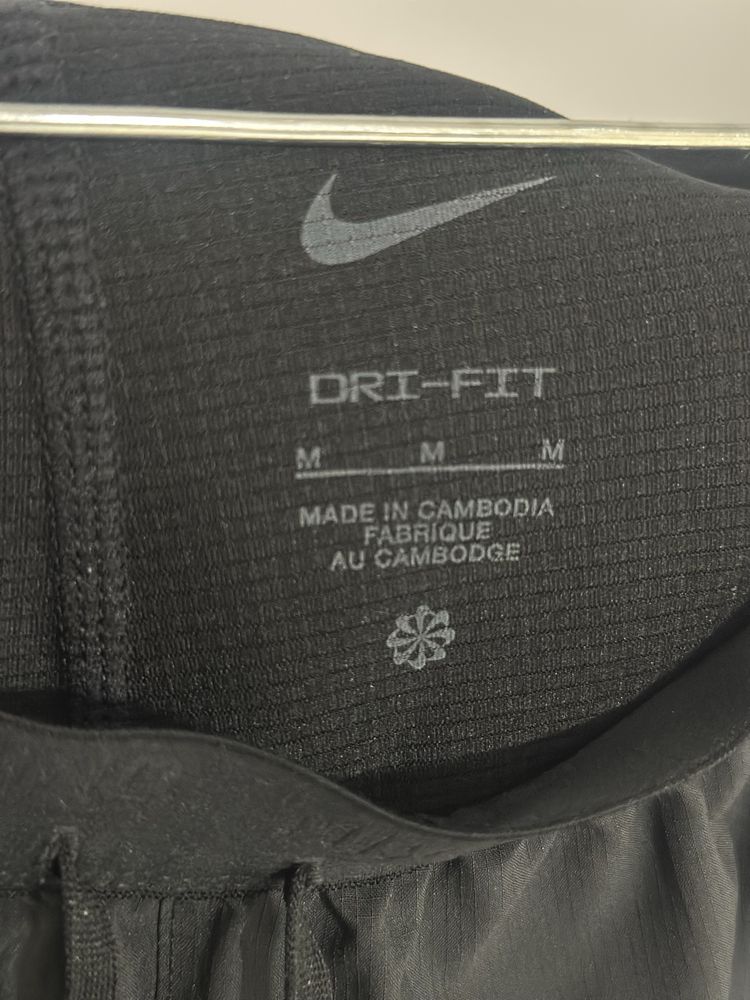 DRI-FIT
M M M
MADE IN CAMBODIA
FABRIQUE
AU CAMBODGE